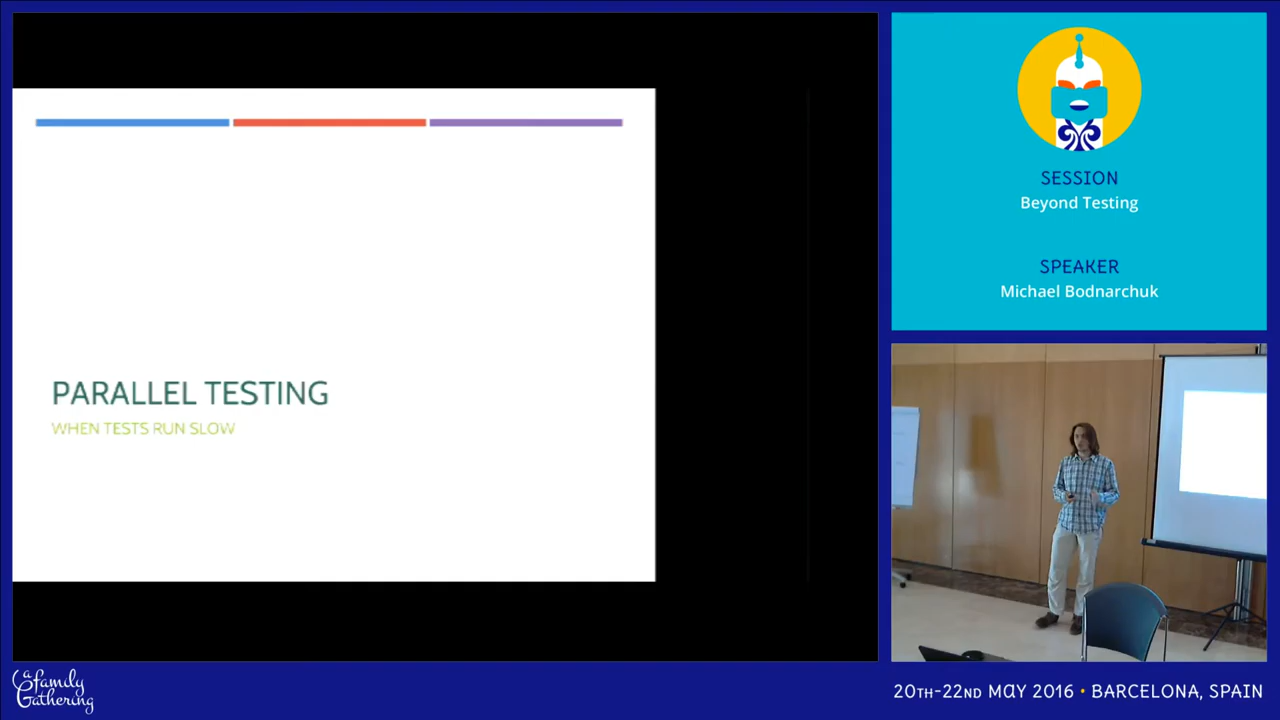 PARALLEL TESTING
WHEN TESTS RUN SLOW
SESSION
Beyond Testing
SPEAKER
Michael Bodnarchuk
a family
Gathering
20TH-22ND MAY 2016 • BARCELONA, SPAIN